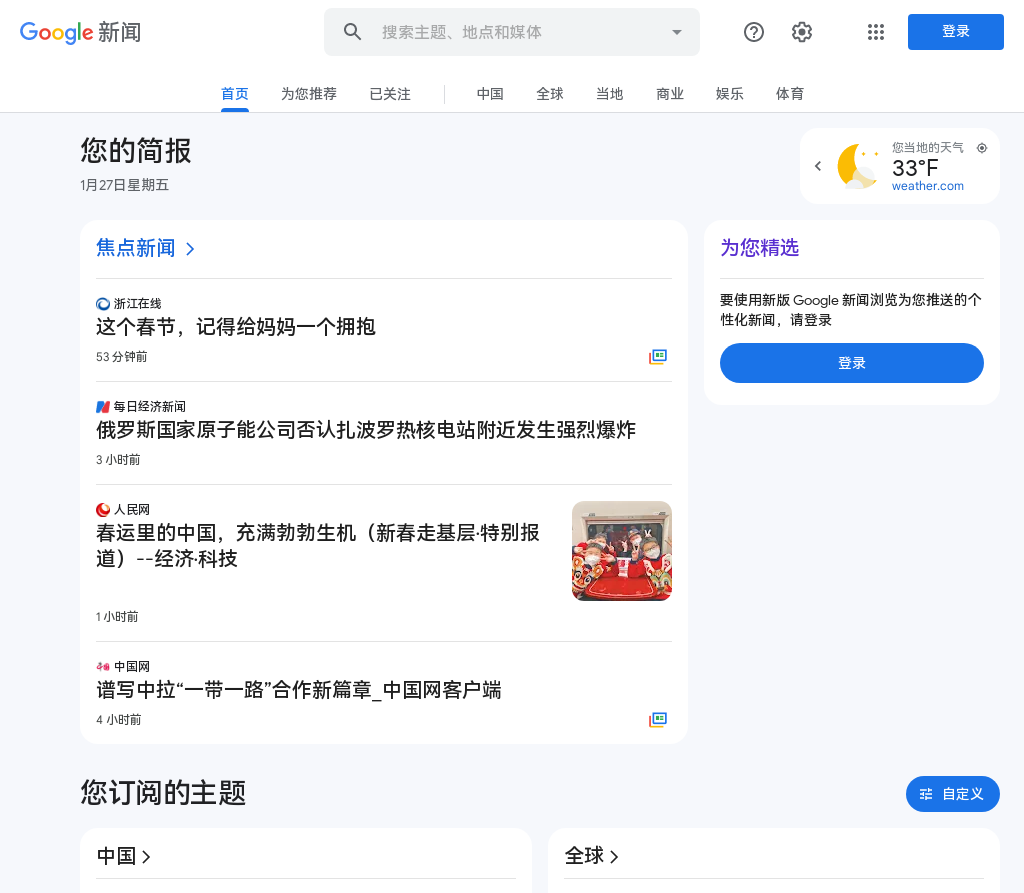 Google 新闻
搜索主题、地点和媒体
登录
首页
为您推荐
已关注
中国
全球
当地
商业
娱乐
体育
您的简报
1月27日星期五
您当地的天气
33°F
weather.com
焦点新闻
浙江在线
这个春节，记得给妈妈一个拥抱
53 分钟前
每日经济新闻
俄罗斯国家原子能公司否认扎波罗热核电站附近发生强烈爆炸
3 小时前
人民网
春运里的中国，充满勃勃生机（新春走基层·特别报
道）--经济·科技
1 小时前
中国网
谱写中拉“一带一路”合作新篇章_中国网客户端
4 小时前
为您精选
要使用新版 Google 新闻浏览为您推送的个
性化新闻，请登录
登录
您订阅的主题
自定义
中国
全球